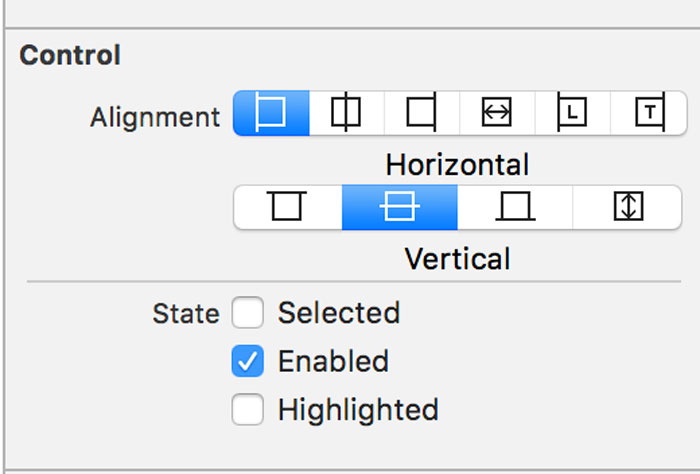 Control
Alignment
L T
Horizontal
Vertical
State Selected
Enabled
Highlighted